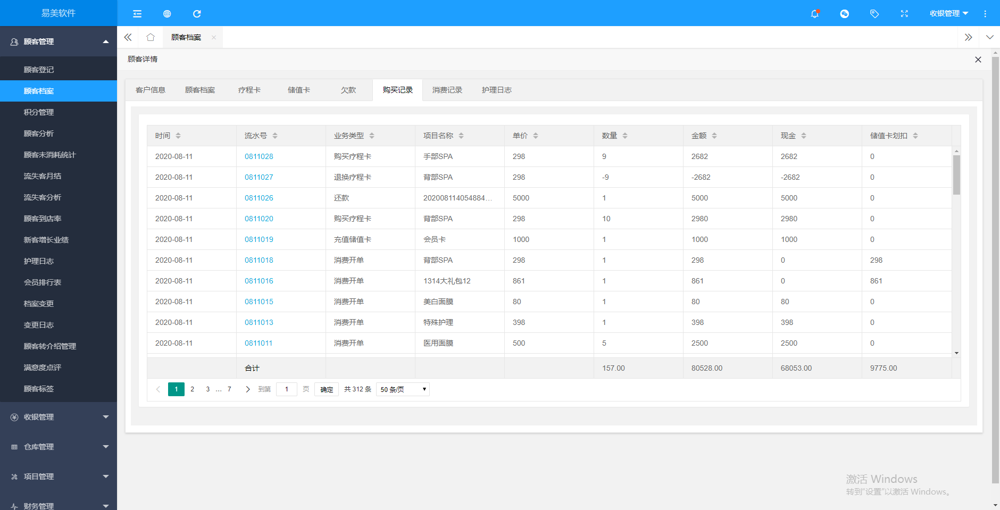 易美软件
收银管理
顾客管理
顾客登记
顾客档案
积分管理
顾客分析
顾客未消耗统计
流失客月结
流失客分析
顾客到店率
新客增长业绩
护理日志
会员排行表
档案变更
变更日志
顾客转介绍管理
满意度点评
顾客标签
收银管理
仓库管理
项目管理
财务管理
顾客档案
顾客详情
客户信息 顾客档案 疗程卡 储值卡 欠款 购买记录 消费记录 护理日志
时间 流水号 业务类型 项目名称 单价 数量 金额 现金 储值卡划扣
2020-08-11 0811028 购买疗程卡 手部SPA 298 9 2682 2682 0
2020-08-11 0811027 退换疗程卡 背部SPA 298 -9 -2682 -2682 0
2020-08-11 0811026 还款 202008114054884... 5000 1 5000 5000 0
2020-08-11 0811020 购买疗程卡 背部SPA 298 10 2980 2980 0
2020-08-11 0811019 充值储值卡 会员卡 1000 1 1000 1000 0
2020-08-11 0811018 消费开单 背部SPA 298 1 298 0 298
2020-08-11 0811016 消费开单 1314大礼包12 861 1 861 0 861
2020-08-11 0811015 消费开单 美白面膜 80 1 80 80 0
2020-08-11 0811013 消费开单 特殊护理 398 1 398 398 0
2020-08-11 0811011 消费开单 医用面膜 500 5 2500 2500 0
合计 157.00 80528.00 68053.00 9775.00
1 2 3 ... 7 到第 1 页 确定 共 312 条 50 条/页
激活 Windows
转到“设置”以激活 Windows。